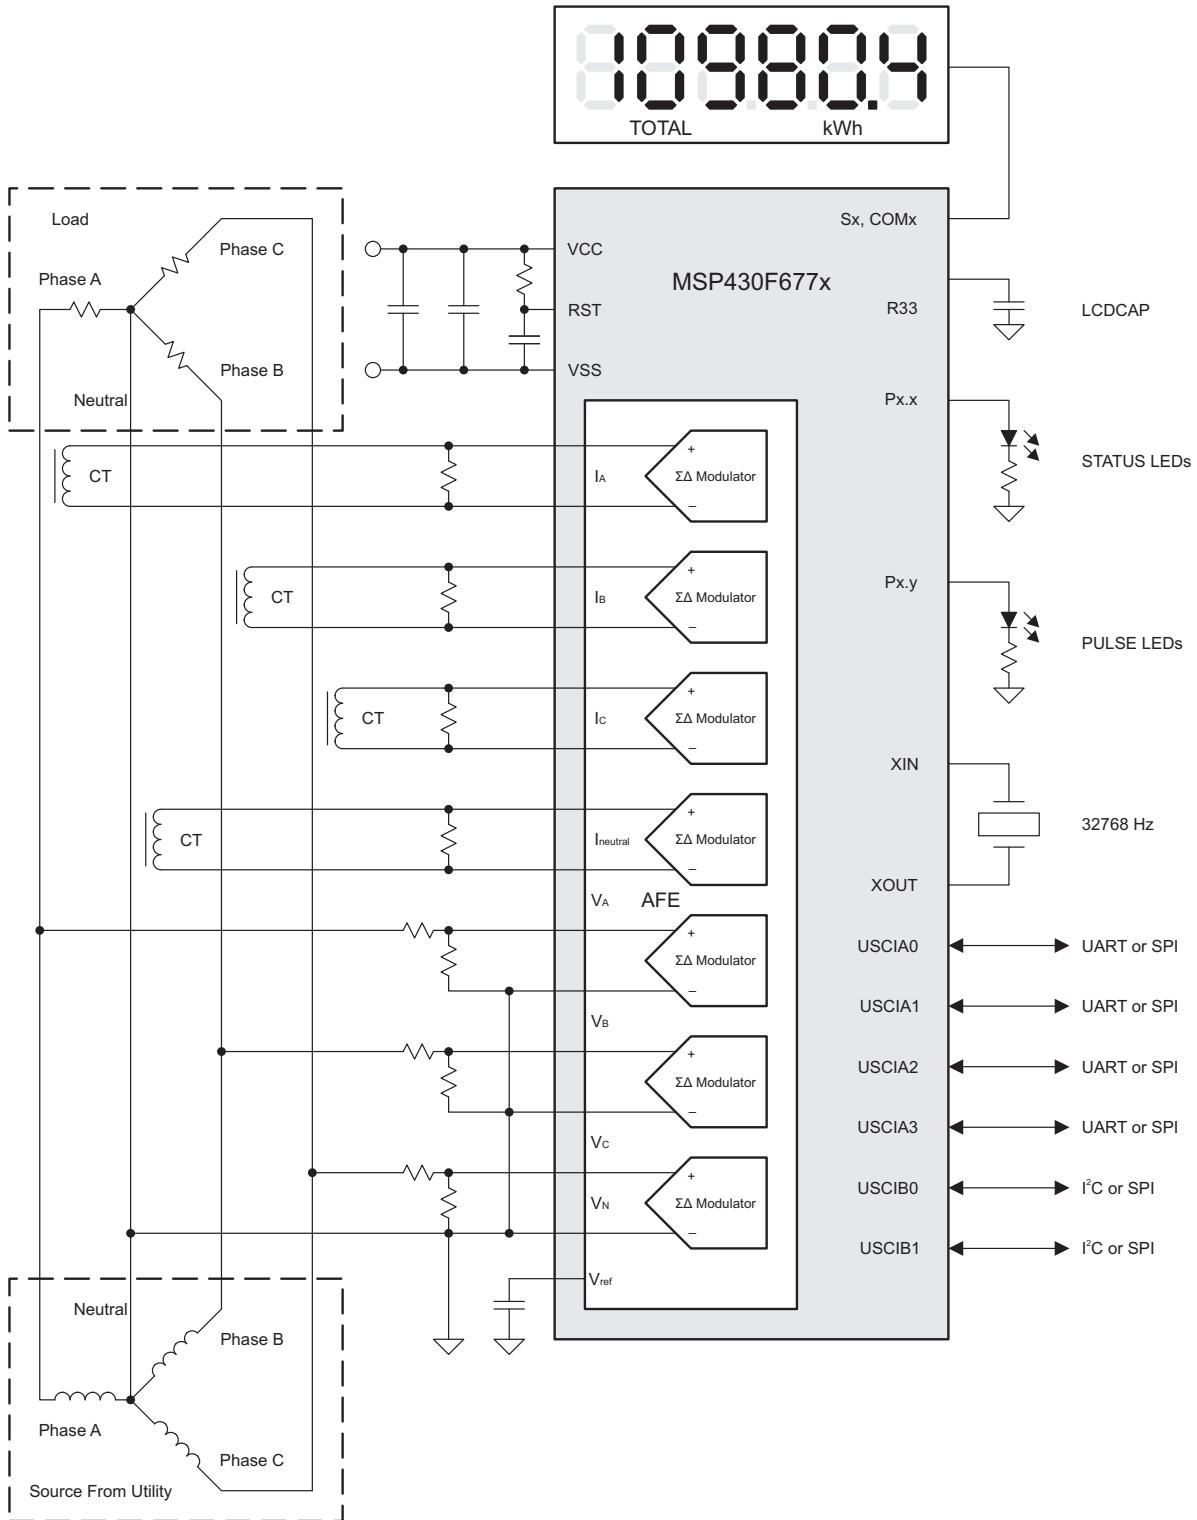 10980.4
TOTAL kWh
Load
Phase C
Phase A
Phase B
Neutral
VCC
RST
VSS
MSP430F677x
Sx, COMx
R33
LCDCAP
Px.x
STATUS LEDs
Px.y
PULSE LEDs
XIN
32768 Hz
XOUT
CT
IA
+
ΣΔ Modulator
–
CT
IB
+
ΣΔ Modulator
–
CT
IC
+
ΣΔ Modulator
–
CT
Ineutral
+
ΣΔ Modulator
–
VA
AFE
+
ΣΔ Modulator
–
VB
+
ΣΔ Modulator
–
VC
+
VN
ΣΔ Modulator
–
Vref
USCIA0
UART or SPI
USCIA1
UART or SPI
USCIA2
UART or SPI
USCIA3
UART or SPI
USCIB0
I²C or SPI
USCIB1
I²C or SPI
Neutral
Phase B
Phase A
Phase C
Source From Utility